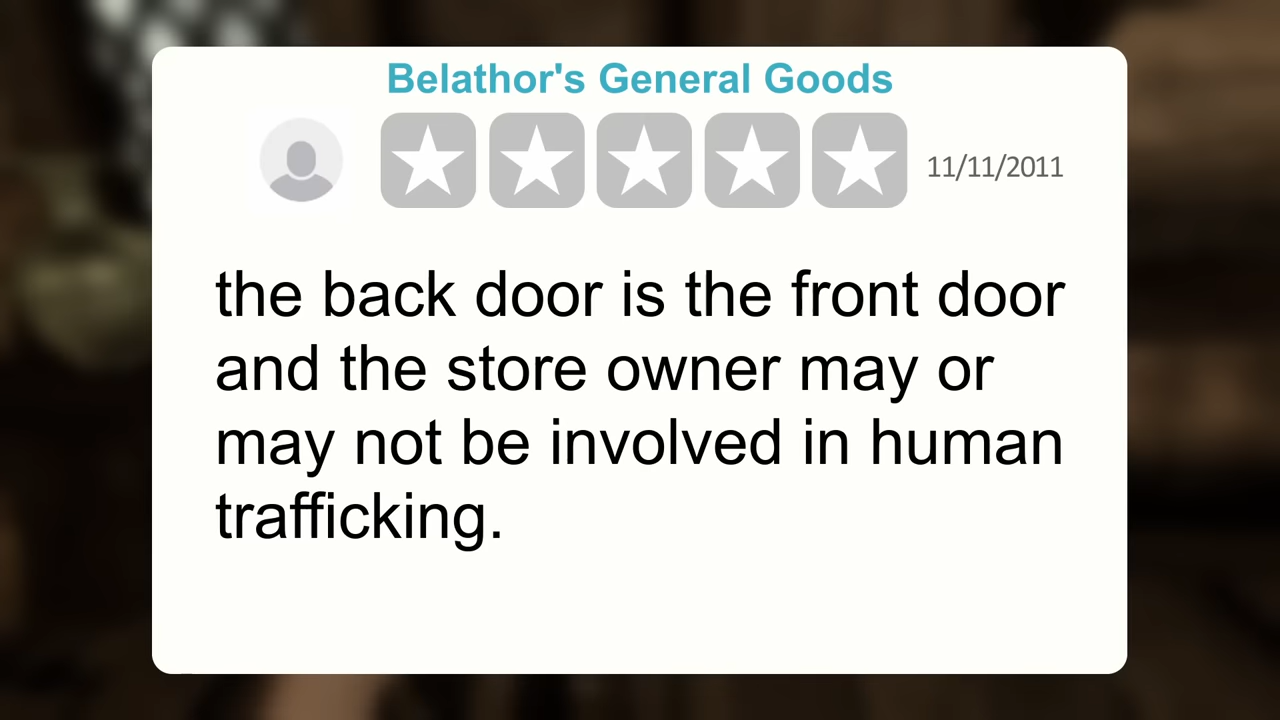 Belathor's General Goods
11/11/2011
the back door is the front door
and the store owner may or
may not be involved in human
trafficking.